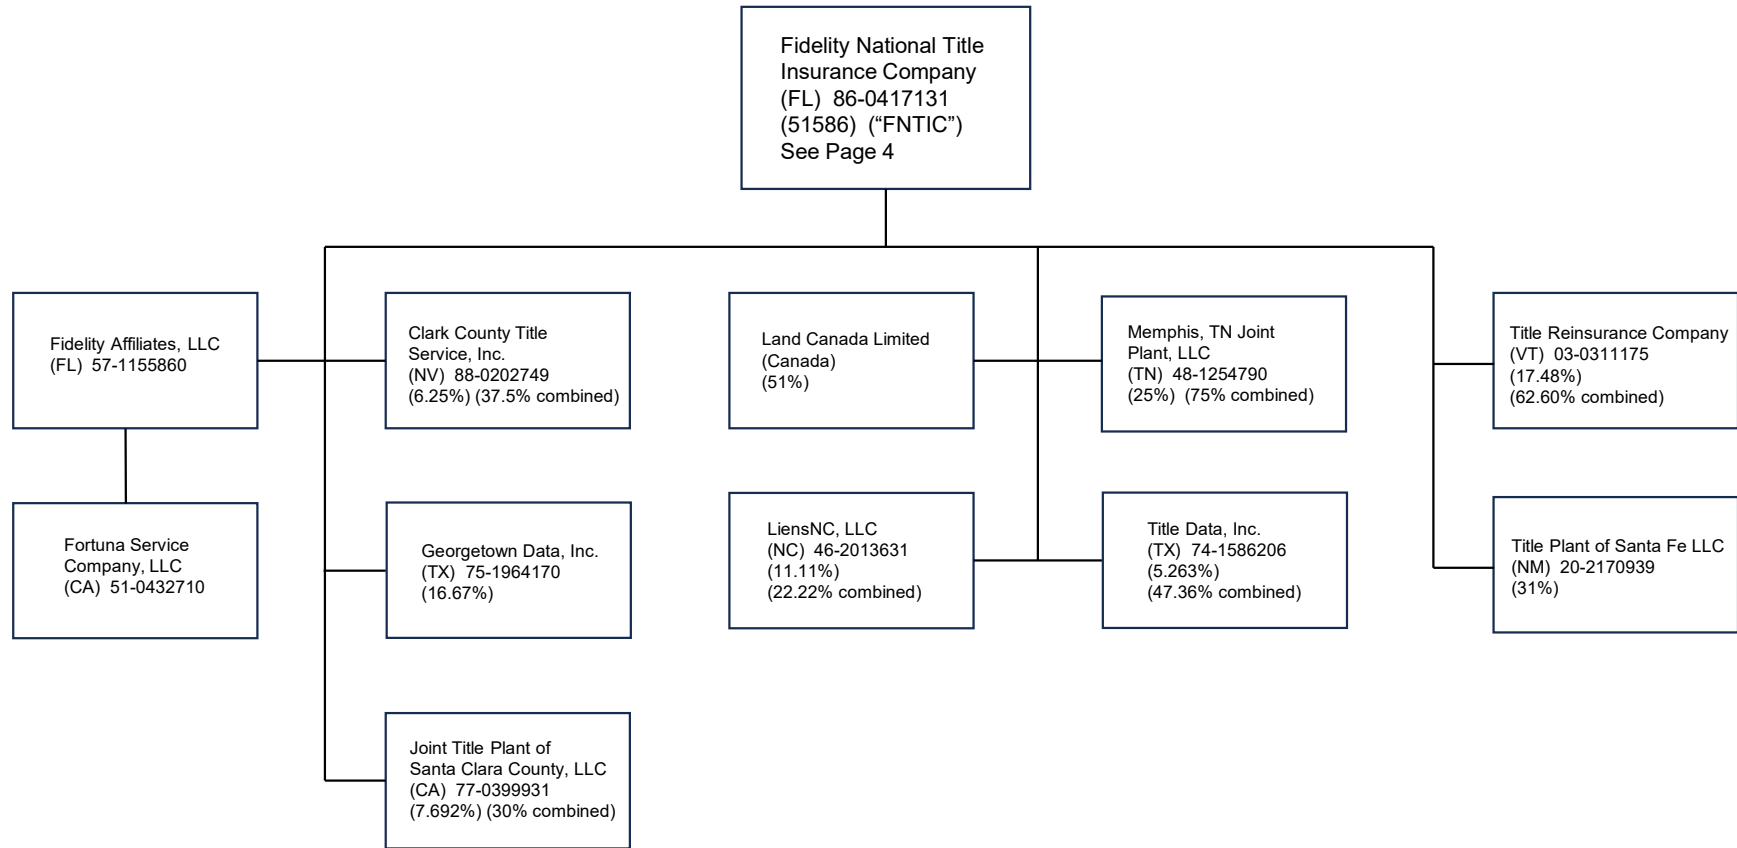 Fidelity National Title
Insurance Company
(FL) 86-0417131
(51586) (“FNTIC”)
See Page 4
Fidelity Affiliates, LLC
(FL) 57-1155860
Clark County Title
Service, Inc.
(NV) 88-0202749
(6.25%) (37.5% combined)
Land Canada Limited
(Canada)
(51%)
Memphis, TN Joint
Plant, LLC
(TN) 48-1254790
(25%) (75% combined)
Title Reinsurance Company
(VT) 03-0311175
(17.48%)
(62.60% combined)
Fortuna Service
Company, LLC
(CA) 51-0432710
Georgetown Data, Inc.
(TX) 75-1964170
(16.67%)
LiensNC, LLC
(NC) 46-2013631
(11.11%)
(22.22% combined)
Title Data, Inc.
(TX) 74-1586206
(5.263%)
(47.36% combined)
Title Plant of Santa Fe LLC
(NM) 20-2170939
(31%)
Joint Title Plant of
Santa Clara County, LLC
(CA) 77-0399931
(7.692%) (30% combined)